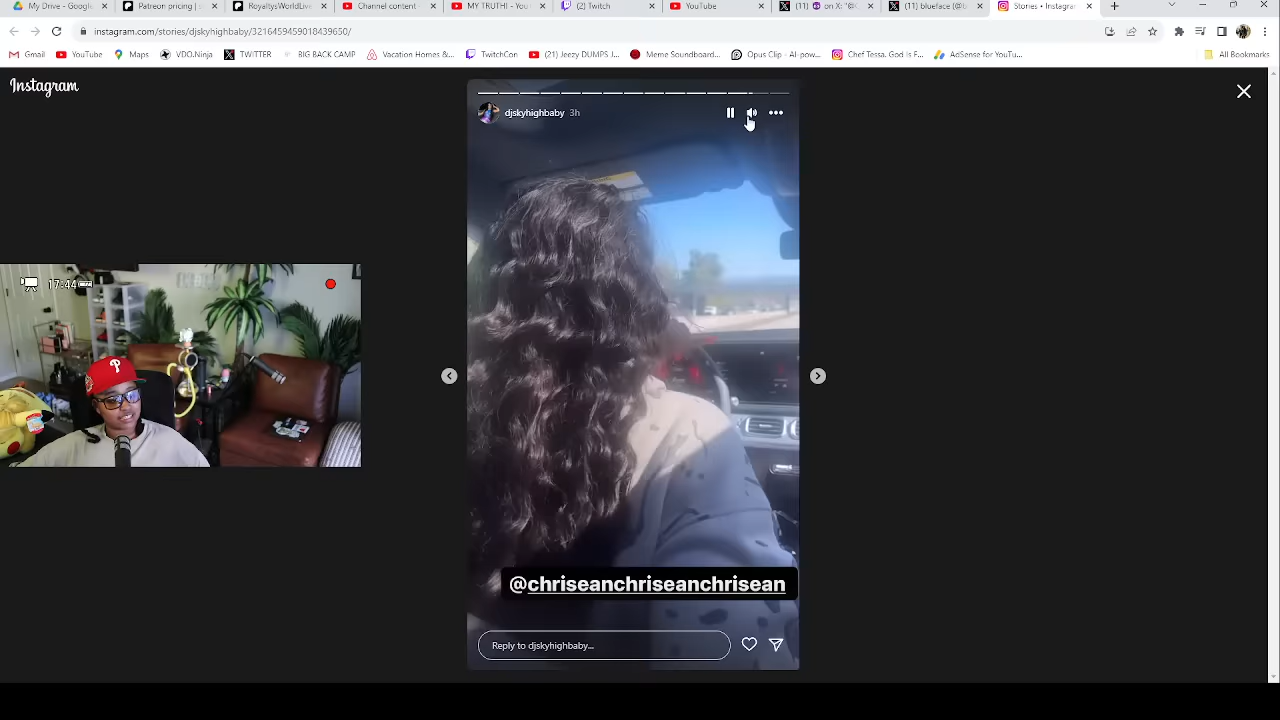 My Drive - Google
Patreon pricing | s
RoyaltysWorldLive
Channel content
MY TRUTH! - You
(2) Twitch
YouTube
(11) on X: "@C
(11) blueface (@b
Stories • Instagram
instagram.com/stories/djskyhighbaby/3216459459018439650/
Gmail
YouTube
Maps
VDO.Ninja
TWITTER
BIG BACK CAMP
Vacation Homes &...
TwitchCon
(21) Jeezy DUMPS J...
Meme Soundboard...
Opus Clip - AI-pow...
Chef Tessa. God is F...
AdSense for YouTu...
All Bookmarks
Instagram
djskyhighbaby 3h
17:44
P
@chriseanchriseanchrisean
Reply to djskyhighbaby...